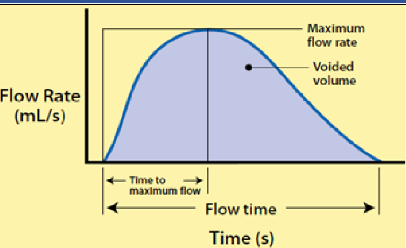 Maximum
flow rate
Voided
volume
Flow Rate
(mL/s)
Time to
maximum flow
Flow time
Time (s)